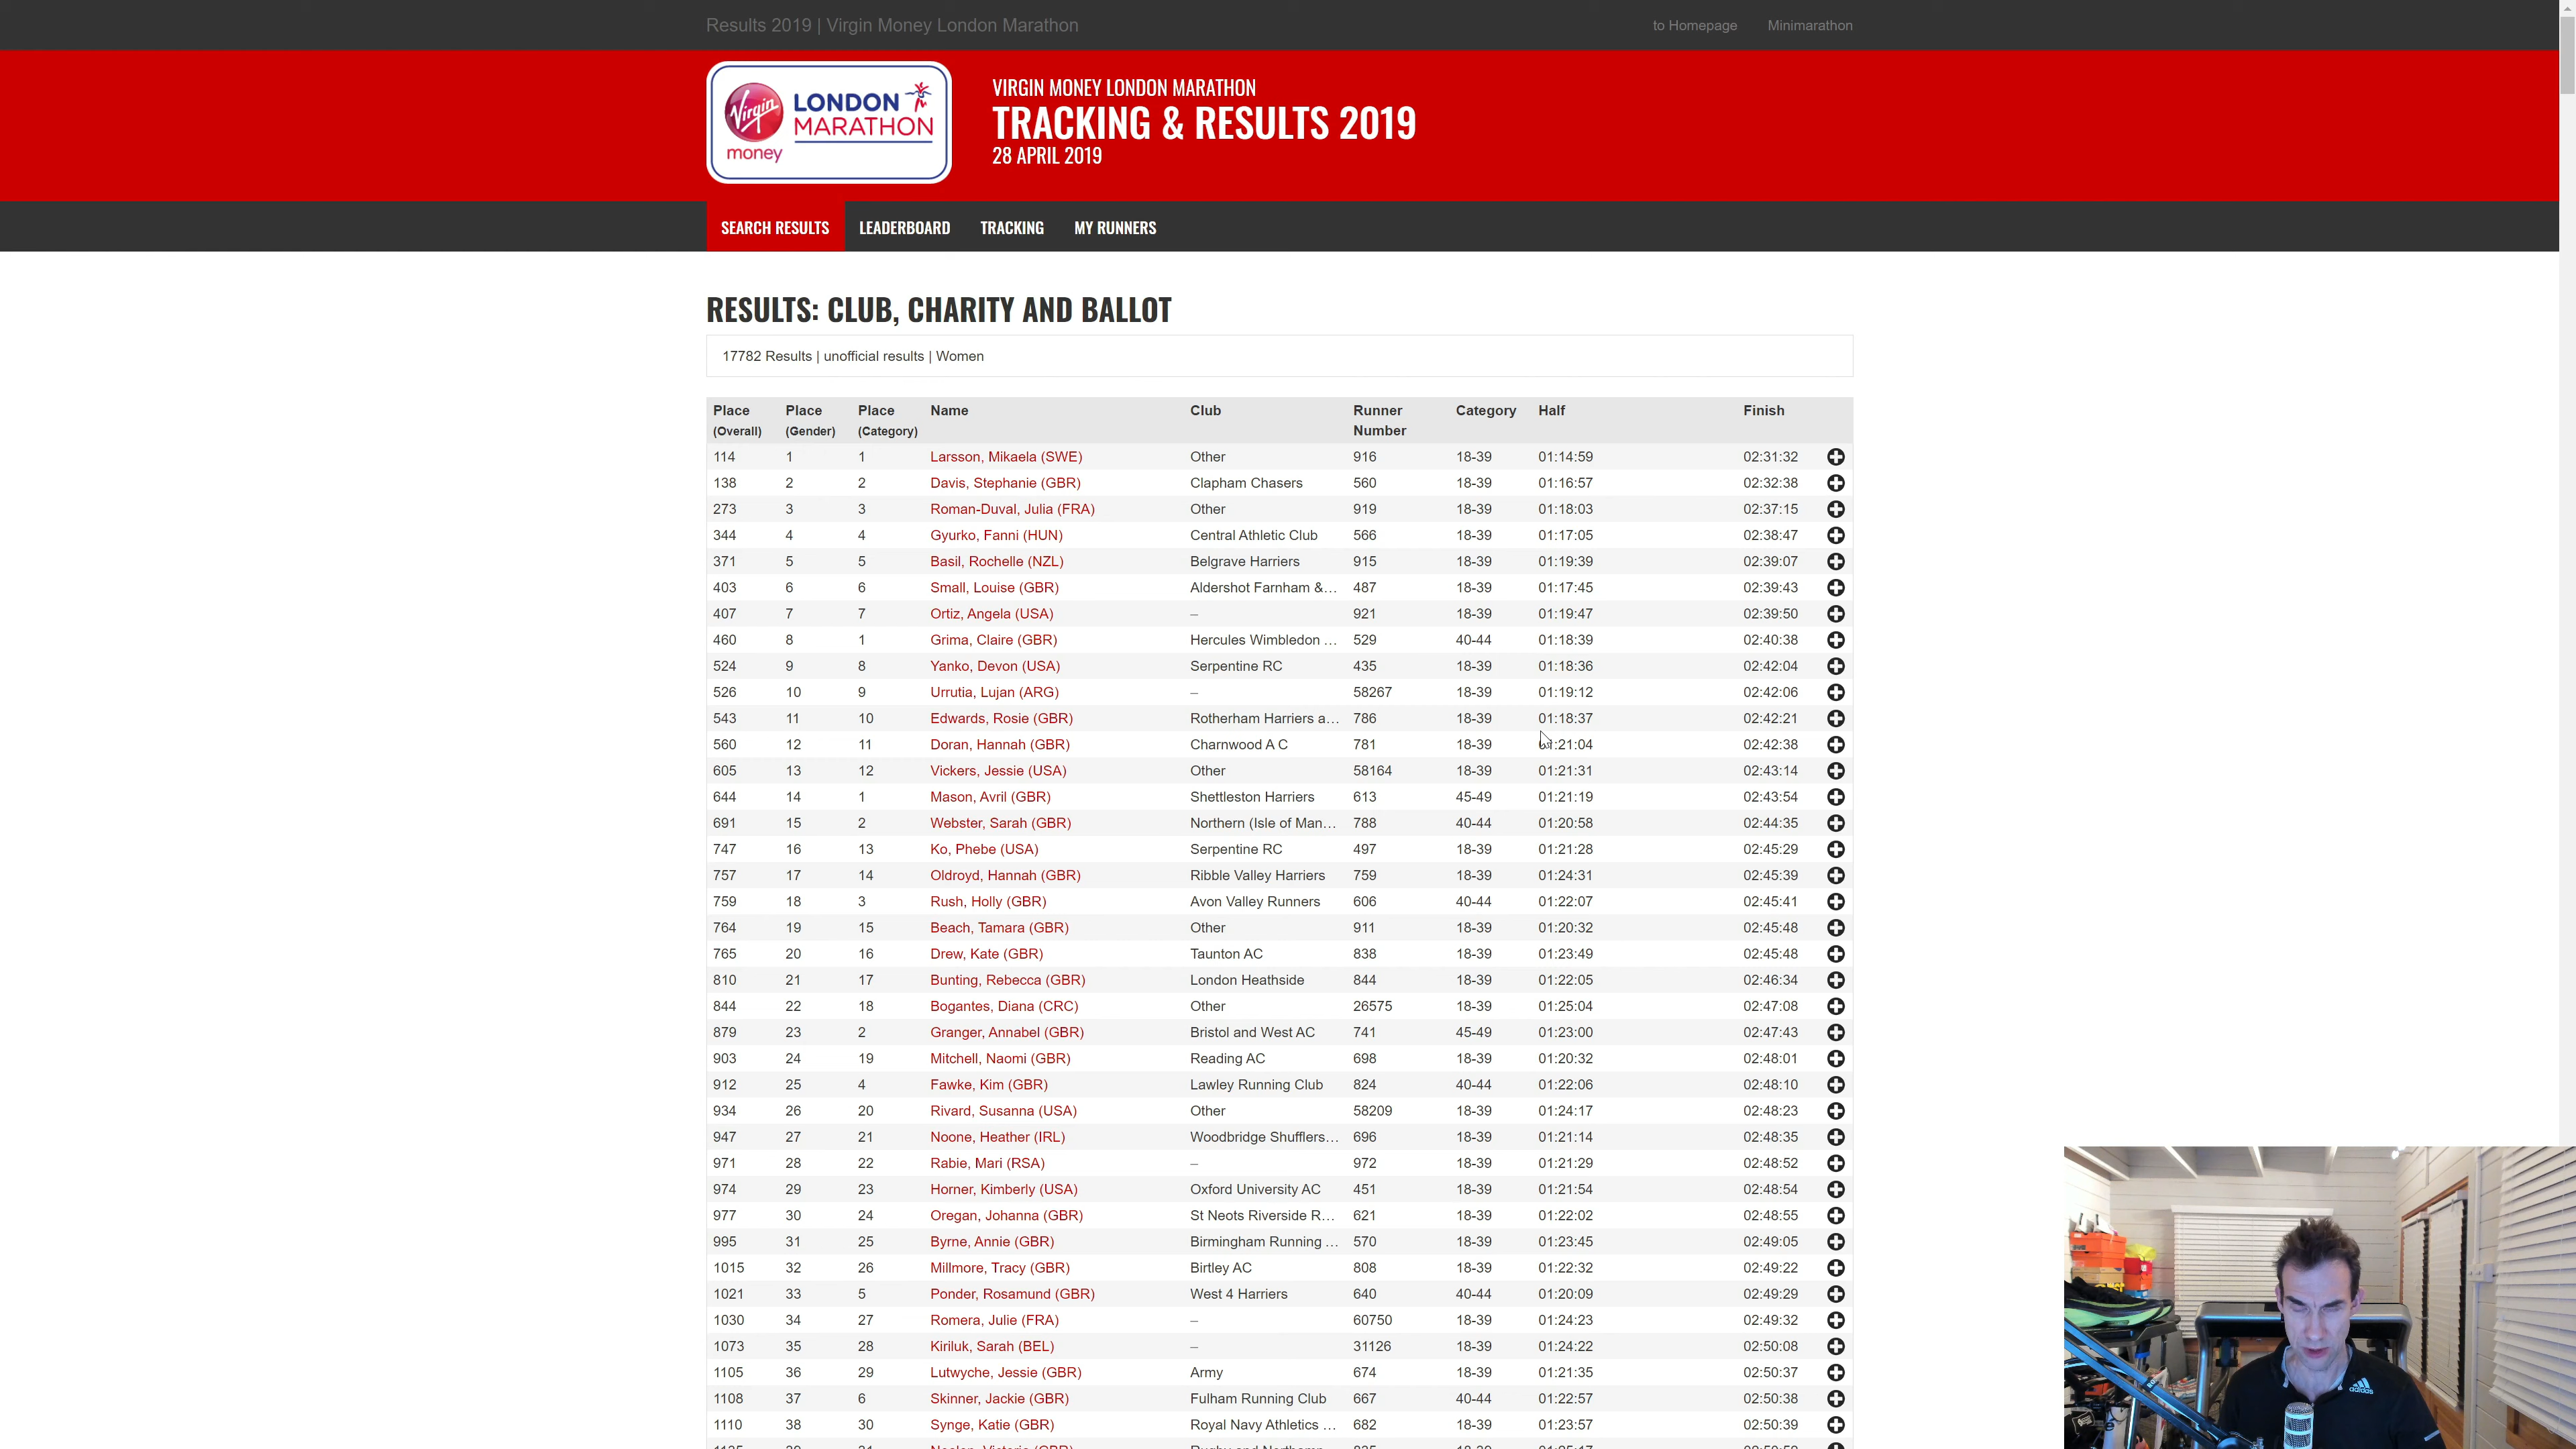 Results 2019 | Virgin Money London Marathon to Homepage Minimarathon
Virgin money
LONDON MARATHON
VIRGIN MONEY LONDON MARATHON
TRACKING & RESULTS 2019
28 APRIL 2019
SEARCH RESULTS LEADERBOARD TRACKING MY RUNNERS
RESULTS: CLUB, CHARITY AND BALLOT
17782 Results | unofficial results | Women
Place (Overall) Place (Gender) Place (Category) Name Club Runner Number Category Half Finish
114 1 1 Larsson, Mikaela (SWE) Other 916 18-39 01:14:59 02:31:32
138 2 2 Davis, Stephanie (GBR) Clapham Chasers 560 18-39 01:16:57 02:32:38
273 3 3 Roman-Duval, Julia (FRA) Other 919 18-39 01:18:03 02:37:15
344 4 4 Gyurko, Fanni (HUN) Central Athletic Club 566 18-39 01:17:05 02:38:47
371 5 5 Basil, Rochelle (NZL) Belgrave Harriers 915 18-39 01:19:39 02:39:07
403 6 6 Small, Louise (GBR) Aldershot Farnham &... 487 18-39 01:17:45 02:39:43
407 7 7 Ortiz, Angela (USA) – 921 18-39 01:19:47 02:39:50
460 8 1 Grima, Claire (GBR) Hercules Wimbledon ... 529 40-44 01:18:39 02:40:38
524 9 8 Yanko, Devon (USA) Serpentine RC 435 18-39 01:18:36 02:42:04
526 10 9 Urrutia, Lujan (ARG) – 58267 18-39 01:19:12 02:42:06
543 11 10 Edwards, Rosie (GBR) Rotherham Harriers a... 786 18-39 01:18:37 02:42:21
560 12 11 Doran, Hannah (GBR) Charnwood A C 781 18-39 01:21:04 02:42:38
605 13 12 Vickers, Jessie (USA) Other 58164 18-39 01:21:31 02:43:14
644 14 1 Mason, Avril (GBR) Shettleston Harriers 613 45-49 01:21:19 02:43:54
691 15 2 Webster, Sarah (GBR) Northern (Isle of Man... 788 40-44 01:20:58 02:44:35
747 16 13 Ko, Phebe (USA) Serpentine RC 497 18-39 01:21:28 02:45:29
757 17 14 Oldroyd, Hannah (GBR) Ribble Valley Harriers 759 18-39 01:24:31 02:45:39
759 18 3 Rush, Holly (GBR) Avon Valley Runners 606 40-44 01:22:07 02:45:41
764 19 15 Beach, Tamara (GBR) Other 911 18-39 01:20:32 02:45:48
765 20 16 Drew, Kate (GBR) Taunton AC 838 18-39 01:23:49 02:45:48
810 21 17 Bunting, Rebecca (GBR) London Heathside 844 18-39 01:22:05 02:46:34
844 22 18 Bogantes, Diana (CRC) Other 26575 18-39 01:25:04 02:47:08
879 23 2 Granger, Annabel (GBR) Bristol and West AC 741 45-49 01:23:00 02:47:43
903 24 19 Mitchell, Naomi (GBR) Reading AC 698 18-39 01:20:32 02:48:01
912 25 4 Fawke, Kim (GBR) Lawley Running Club 824 40-44 01:22:06 02:48:10
934 26 20 Rivard, Susanna (USA) Other 58209 18-39 01:24:17 02:48:23
947 27 21 Noone, Heather (IRL) Woodbridge Shufflers... 696 18-39 01:21:14 02:48:35
971 28 22 Rabie, Mari (RSA) – 972 18-39 01:21:29 02:48:52
974 29 23 Horner, Kimberly (USA) Oxford University AC 451 18-39 01:21:54 02:48:54
977 30 24 Oregan, Johanna (GBR) St Neots Riverside R... 621 18-39 01:22:02 02:48:55
995 31 25 Byrne, Annie (GBR) Birmingham Running ... 570 18-39 01:23:45 02:49:05
1015 32 26 Millmore, Tracy (GBR) Birtley AC 808 18-39 01:22:32 02:49:22
1021 33 5 Ponder, Rosamund (GBR) West 4 Harriers 640 40-44 01:20:09 02:49:29
1030 34 27 Romera, Julie (FRA) – 60750 18-39 01:24:23 02:49:32
1073 35 28 Kiriluk, Sarah (BEL) – 31126 18-39 01:24:22 02:50:08
1105 36 29 Lutwyche, Jessie (GBR) Army 674 18-39 01:21:35 02:50:37
1108 37 6 Skinner, Jackie (GBR) Fulham Running Club 667 40-44 01:22:57 02:50:38
1110 38 30 Synge, Katie (GBR) Royal Navy Athletics ... 682 18-39 01:23:57 02:50:39
adidas